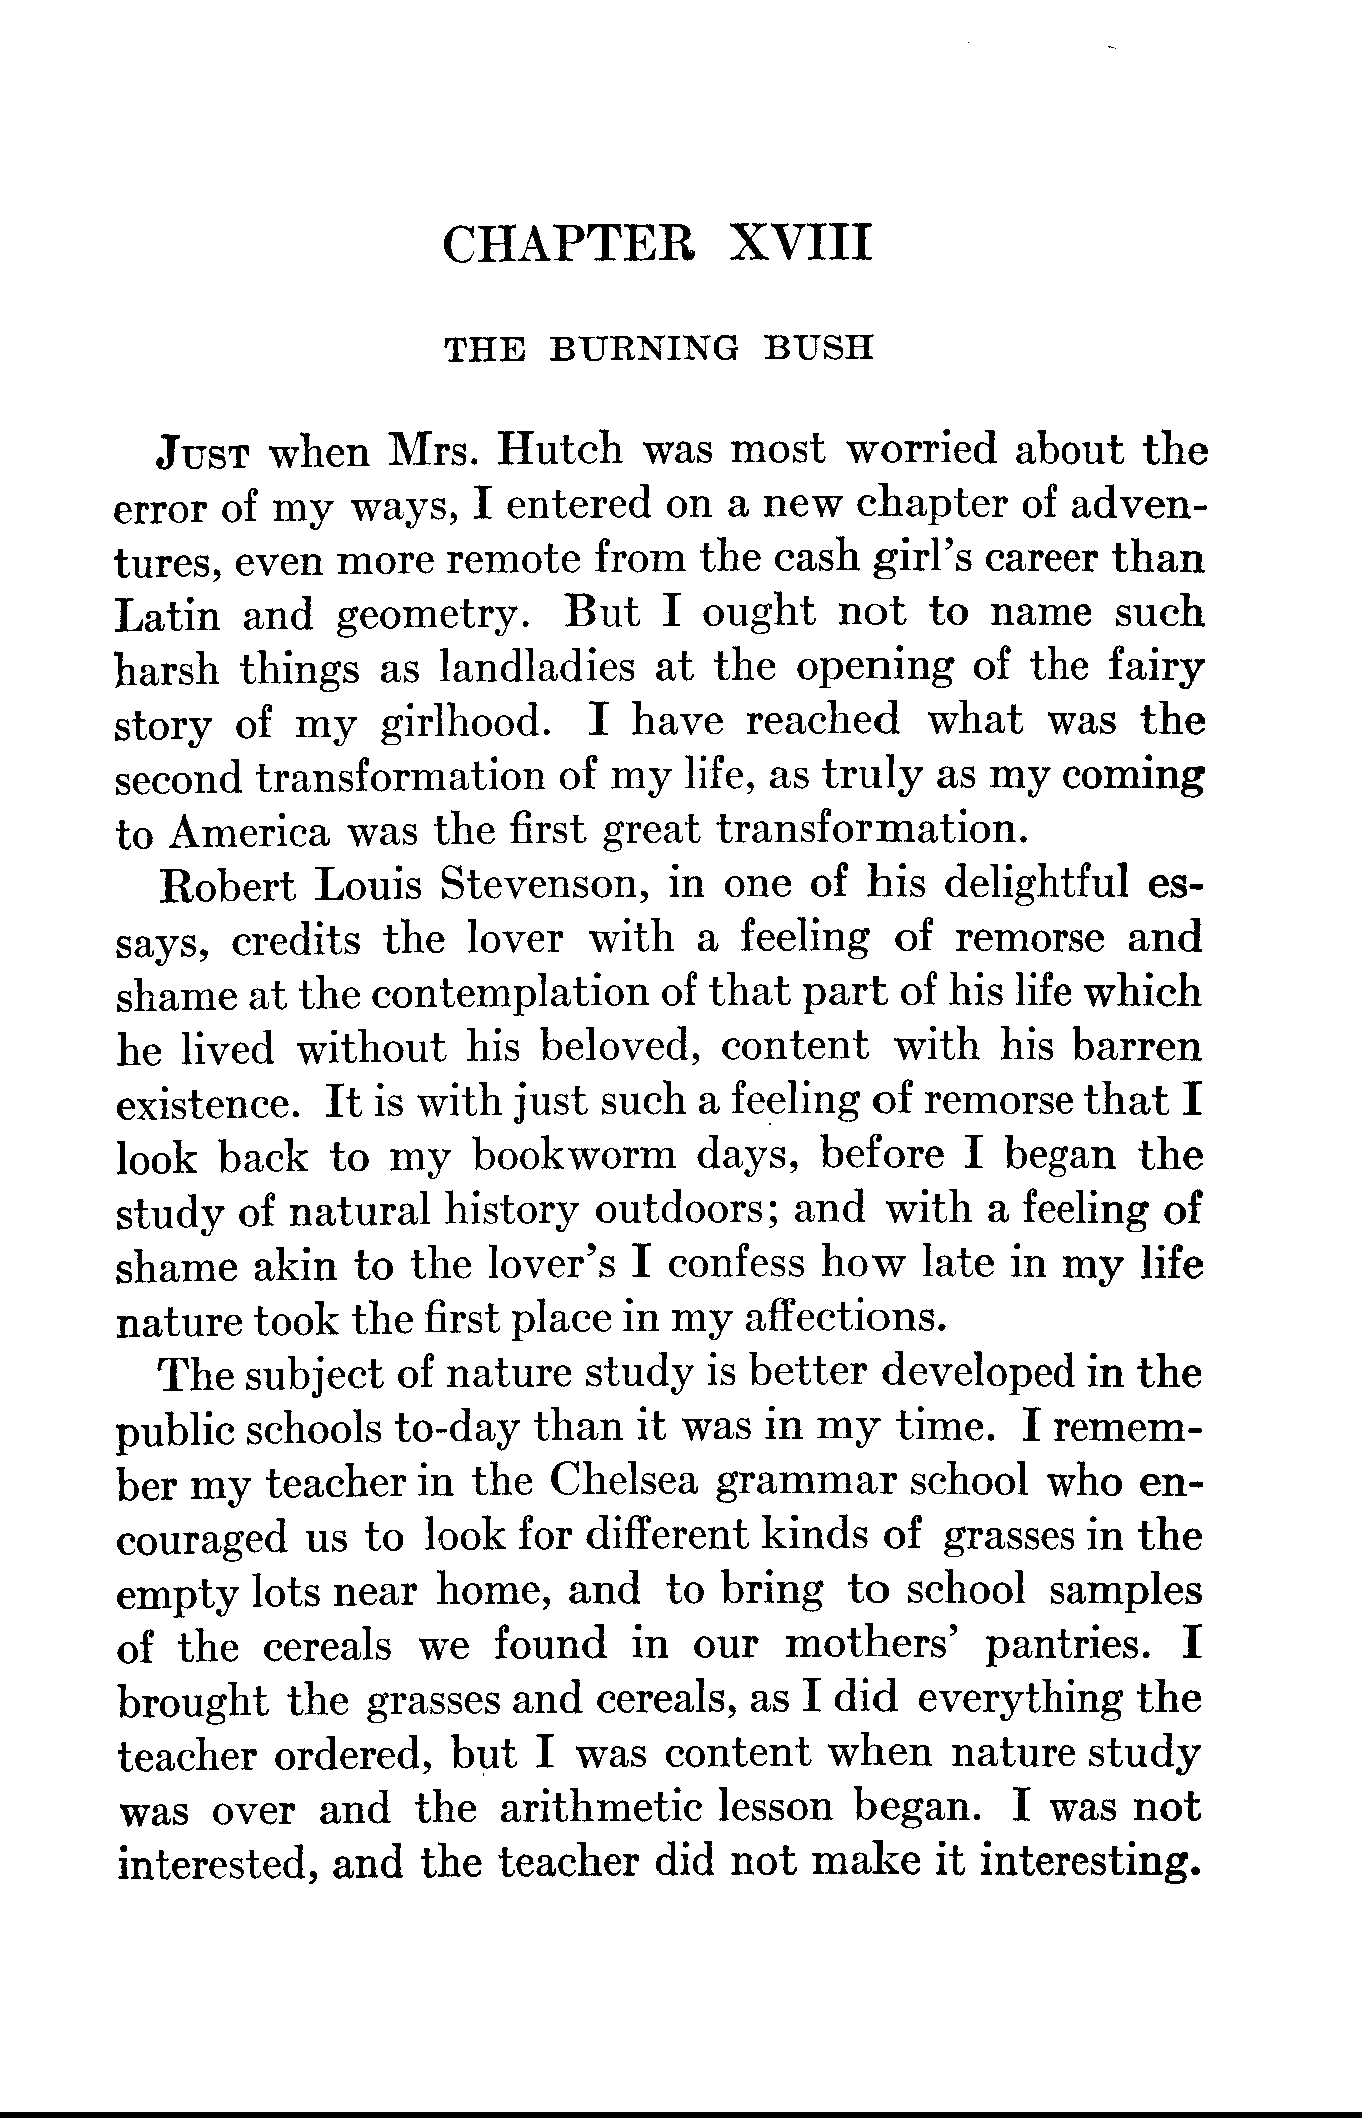 CHAPTER XVIII
THE BURNING BUSH
JUST when Mrs. Hutch was most worried about the
error of my ways, I entered on a new chapter of adven-
tures, even more remote from the cash girl's career than
Latin and geometry. But I ought not to name such
harsh things as landladies at the opening of the fairy
story of my girlhood. I have reached what was the
second transformation of my life, as truly as my coming
to America was the first great transformation.
Robert Louis Stevenson, in one of his delightful es-
says, credits the lover with a feeling of remorse and
shame at the contemplation of that part of his life which
he lived without his beloved, content with his barren
existence. It is with just such a feeling of remorse that I
look back to my bookworm days, before I began the
study of natural history outdoors; and with a feeling of
shame akin to the lover's I confess how late in my life
nature took the first place in my affections.
The subject of nature study is better developed in the
public schools to-day than it was in my time. I remem-
ber my teacher in the Chelsea grammar school who en-
couraged us to look for different kinds of grasses in the
empty lots near home, and to bring to school samples
of the cereals we found in our mothers' pantries. I
brought the grasses and cereals, as I did everything the
teacher ordered, but I was content when nature study
was over and the arithmetic lesson began. I was not
interested, and the teacher did not make it interesting.